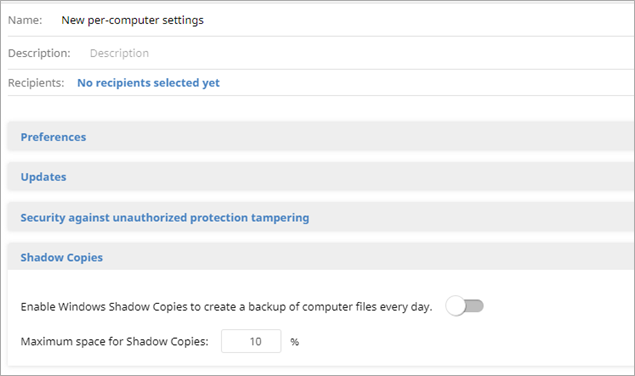 Name: New per-computer settings
Description: Description
Recipients: No recipients selected yet
Preferences
Updates
Security against unauthorized protection tampering
Shadow Copies
Enable Windows Shadow Copies to create a backup of computer files every day.
Maximum space for Shadow Copies: 10 %